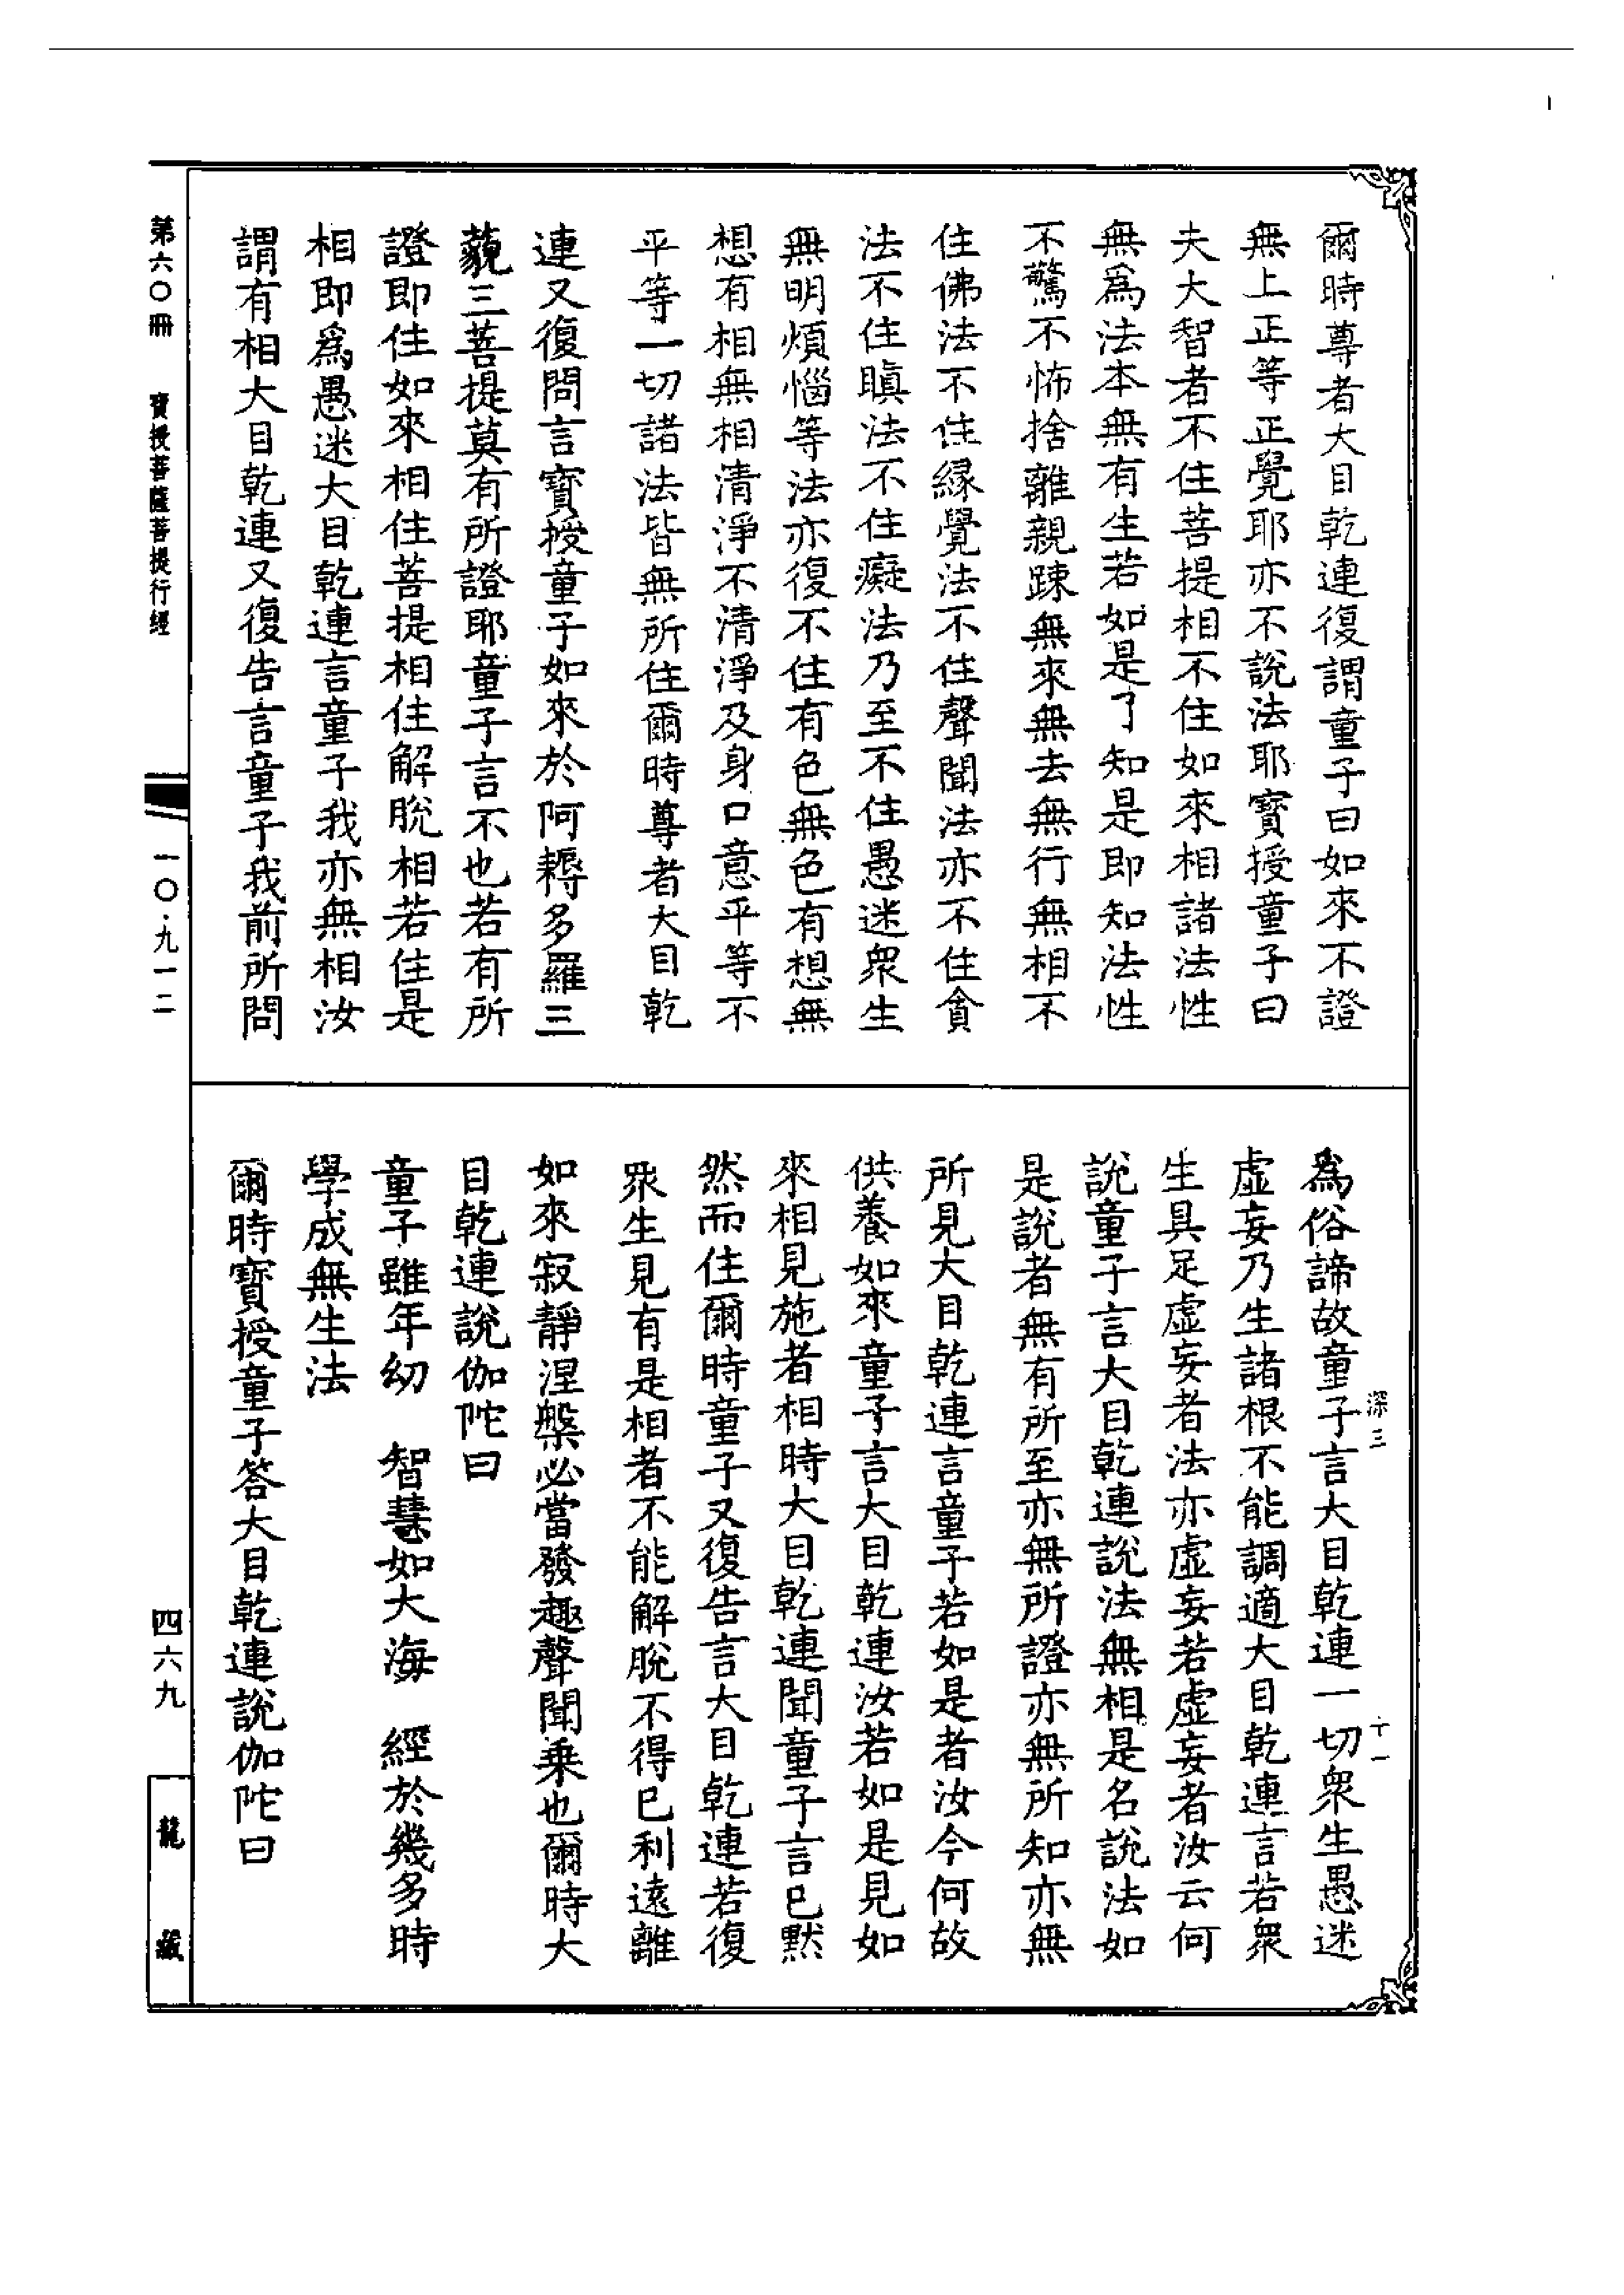 爾時尊者大目乾連復謂童子曰如來不證
無上正等正覺耶亦不說法耶寶授童子曰
夫大智者不住菩提相不住如來相諸法性
無為法本無有生若如是了知是即知法性
不驚不怖捨離親踈無來無去無行無相不
住佛法不住緣覺法不住聲聞法亦不住貪
法不住瞋法不住癡法乃至不住愚迷眾生
無明煩惱等法亦復不住有色無色有想無
想有相無相清淨不清淨及身口意平等不
平等一切諸法皆無所住爾時尊者大目乾
連又復問言寶授童子如來於阿耨多羅三
藐三菩提莫有所證耶童子言不也若有所
證即住如來相住菩提相住解脫相若住是
相即為愚迷大目乾連言童子我亦無相汝
謂有相大目乾連又復告言童子我前所問
為俗諦故童子言大目乾連一切眾生愚迷
虛妄乃生諸根不能調適大目乾連言若眾
生具足虛妄者法亦虛妄若虛妄者汝云何
說童子言大目乾連說法無相是名說法如
是說者無有所至亦無所證亦無所知亦無
所見大目乾連言童子若如是者汝今何故
供養如來童子言大目乾連汝若如是見如
來相見施者相時大目乾連聞童子言已默
然而住爾時童子又復告言大目乾連若復
眾生見有是相者不能解脫不得已利遠離
如來寂靜涅槃必當發趣聲聞乘也爾時大
目乾連說伽陀曰
童子雖年幼　智慧如大海　經於幾多時
學成無生法
爾時寶授童子答大目乾連說伽陀曰
深三
十一
第六〇冊　寶授菩薩菩提行經
一〇·九一二
四六九
龍藏